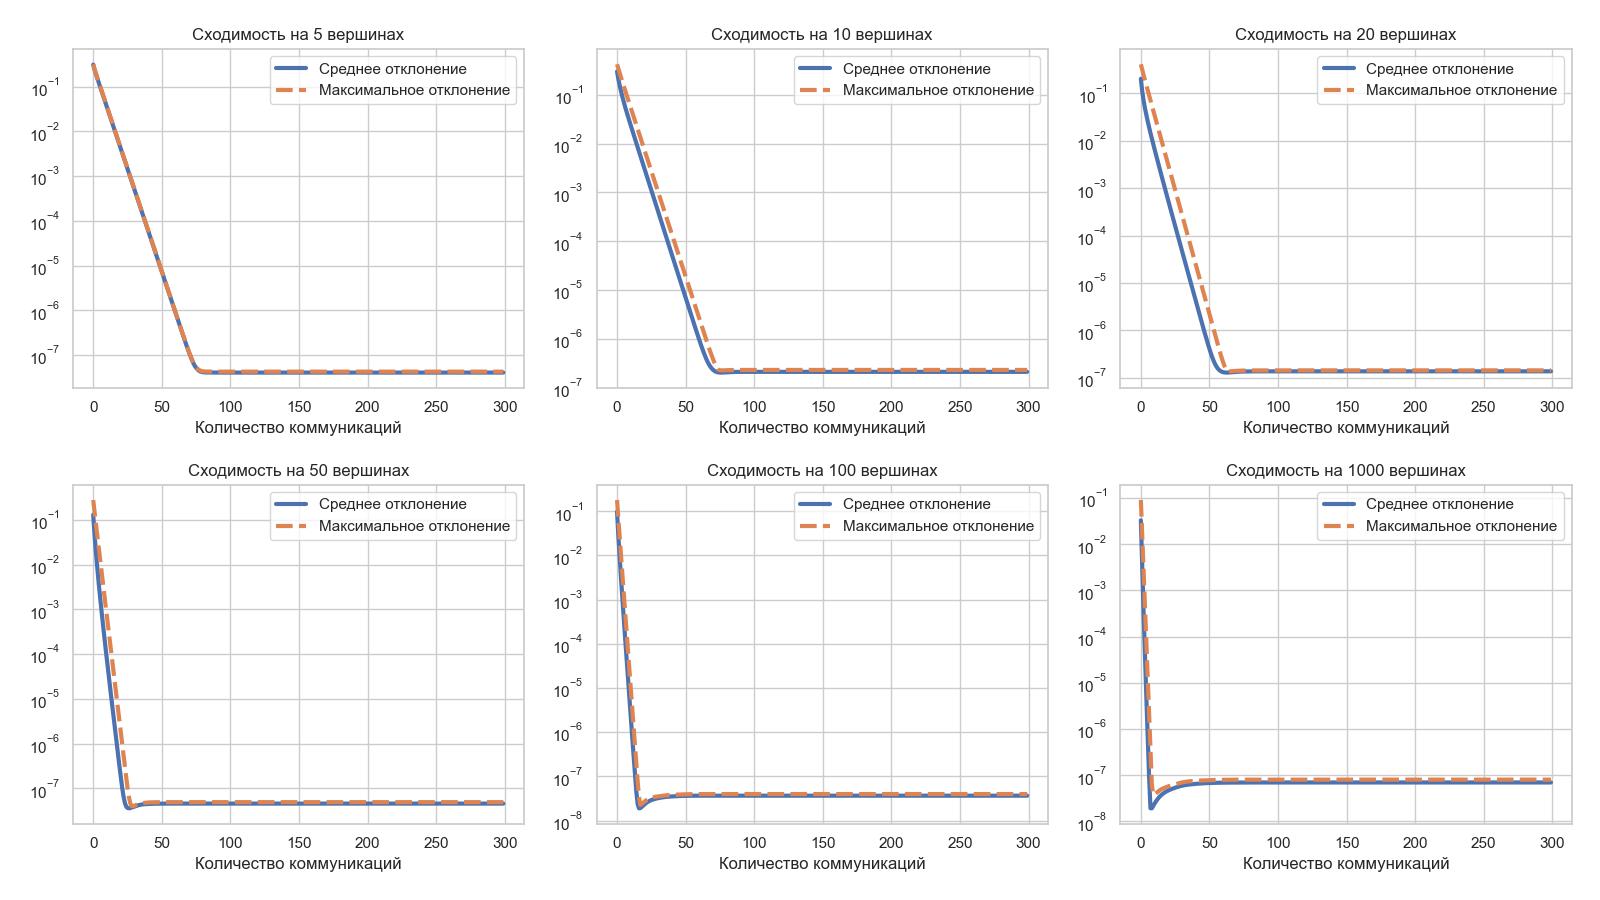 Сходимость на 5 вершинах
Среднее отклонение
Максимальное отклонение
10⁻¹
10⁻²
10⁻³
10⁻⁴
10⁻⁵
10⁻⁶
10⁻⁷
0 50 100 150 200 250 300
Количество коммуникаций
Сходимость на 10 вершинах
Среднее отклонение
Максимальное отклонение
10⁻¹
10⁻²
10⁻³
10⁻⁴
10⁻⁵
10⁻⁶
10⁻⁷
0 50 100 150 200 250 300
Количество коммуникаций
Сходимость на 20 вершинах
Среднее отклонение
Максимальное отклонение
10⁻¹
10⁻²
10⁻³
10⁻⁴
10⁻⁵
10⁻⁶
10⁻⁷
0 50 100 150 200 250 300
Количество коммуникаций
Сходимость на 50 вершинах
Среднее отклонение
Максимальное отклонение
10⁻¹
10⁻²
10⁻³
10⁻⁴
10⁻⁵
10⁻⁶
10⁻⁷
0 50 100 150 200 250 300
Количество коммуникаций
Сходимость на 100 вершинах
Среднее отклонение
Максимальное отклонение
10⁻¹
10⁻²
10⁻³
10⁻⁴
10⁻⁵
10⁻⁶
10⁻⁷
10⁻⁸
0 50 100 150 200 250 300
Количество коммуникаций
Сходимость на 1000 вершинах
Среднее отклонение
Максимальное отклонение
10⁻¹
10⁻²
10⁻³
10⁻⁴
10⁻⁵
10⁻⁶
10⁻⁷
10⁻⁸
0 50 100 150 200 250 300
Количество коммуникаций